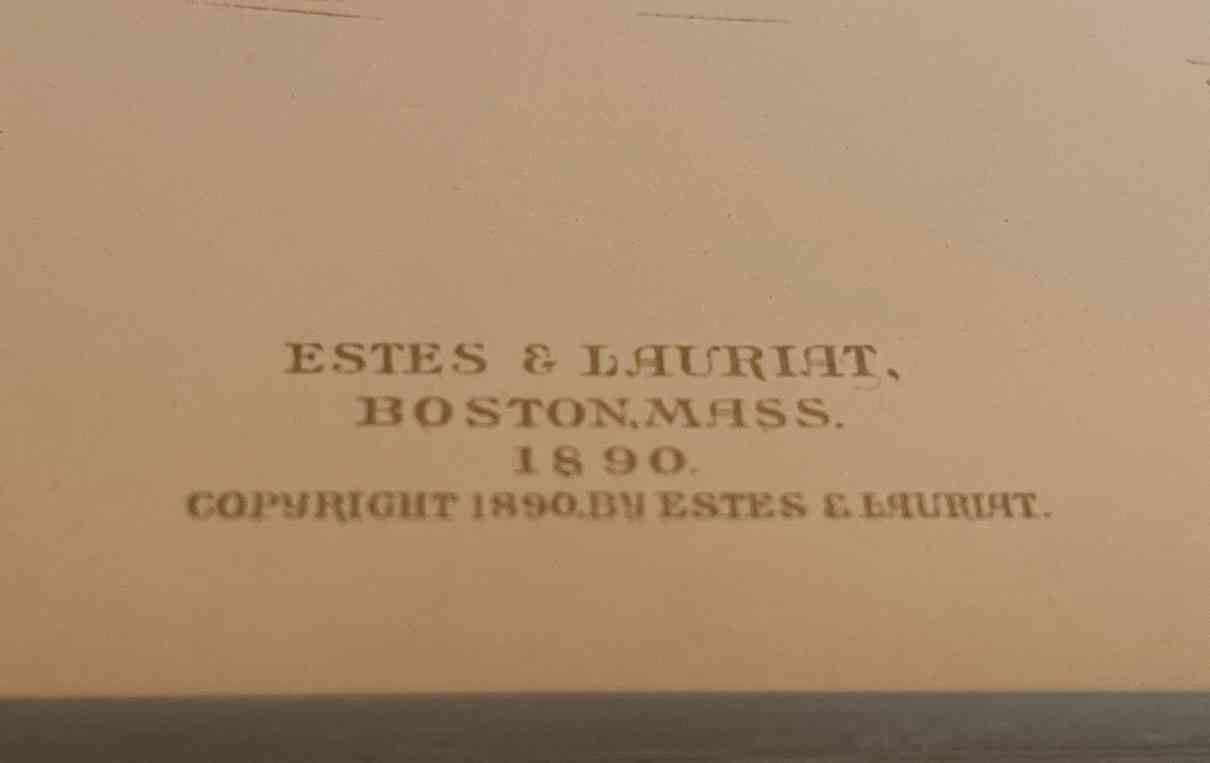 ESTES & LAURIAT,
BOSTON, MASS.
1890.
COPYRIGHT 1890. BY ESTES & LAURIAT.